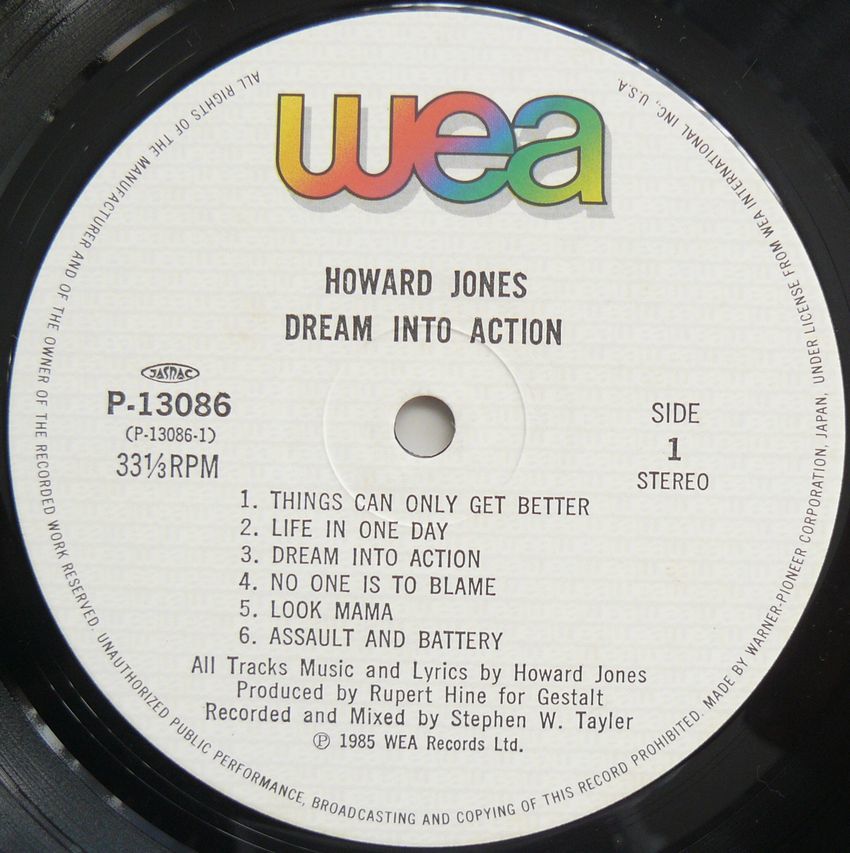 wea
HOWARD JONES
DREAM INTO ACTION
JASRAC
P-13086
(P-13086-1)
33⅓RPM
SIDE
1
STEREO
1. THINGS CAN ONLY GET BETTER
2. LIFE IN ONE DAY
3. DREAM INTO ACTION
4. NO ONE IS TO BLAME
5. LOOK MAMA
6. ASSAULT AND BATTERY
All Tracks Music and Lyrics by Howard Jones
Produced by Rupert Hine for Gestalt
Recorded and Mixed by Stephen W. Tayler
Ⓟ 1985 WEA Records Ltd.
ALL RIGHTS OF THE MANUFACTURER AND OF THE OWNER OF THE RECORDED WORK RESERVED. UNAUTHORIZED PUBLIC PERFORMANCE, BROADCASTING AND COPYING OF THIS RECORD PROHIBITED. MADE BY WARNER-PIONEER CORPORATION, JAPAN, UNDER LICENSE FROM WEA INTERNATIONAL INC., U.S.A.